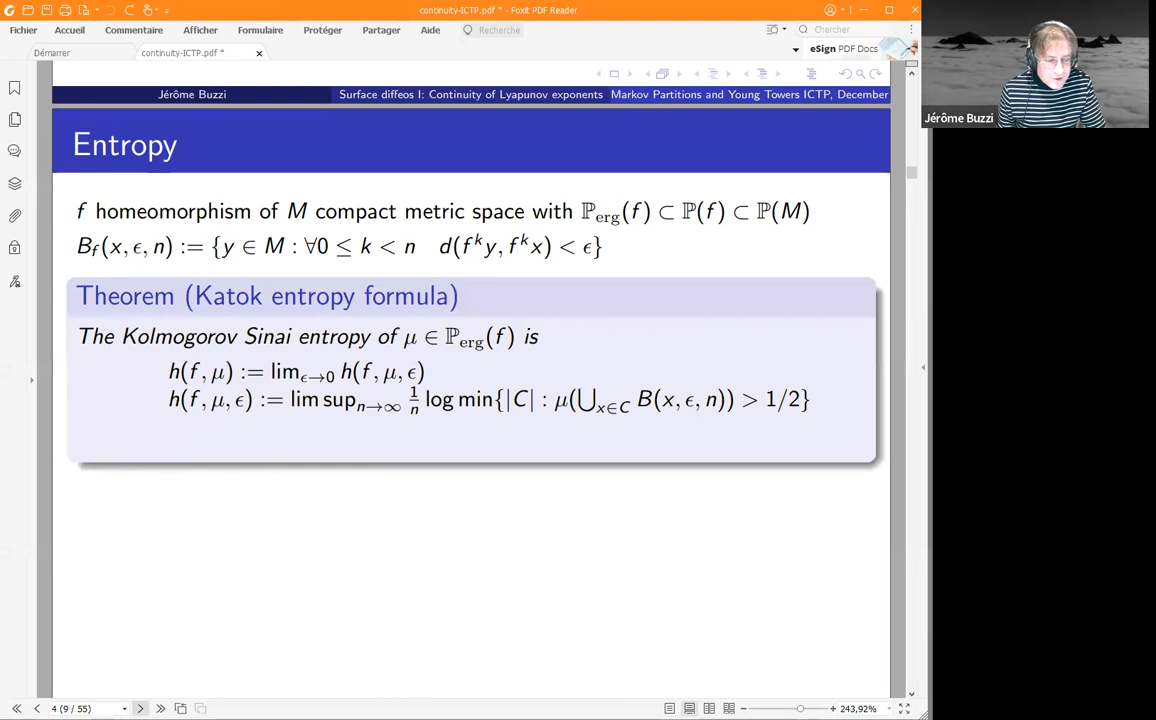 continuity-ICTP.pdf * - Foxit PDF Reader
Fichier Accueil Commentaire Afficher Formulaire Protéger Partager Aide Recherche Chercher
Démarrer continuity-ICTP.pdf * eSign PDF Docs
Jérôme Buzzi Surface diffeos I: Continuity of Lyapunov exponents Markov Partitions and Young Towers ICTP, December
Jérôme Buzzi
Entropy
f homeomorphism of M compact metric space with ℙ_erg(f) ⊂ ℙ(f) ⊂ ℙ(M)
B_f(x, ϵ, n) := {y ∈ M : ∀0 ≤ k < n d(f^k y, f^k x) < ϵ}
Theorem (Katok entropy formula)
The Kolmogorov Sinai entropy of μ ∈ ℙ_erg(f) is
h(f, μ) := lim_{ϵ→0} h(f, μ, ϵ)
h(f, μ, ϵ) := lim sup_{n→∞} 1/n log min{|C| : μ(⋃_{x∈C} B(x, ϵ, n)) > 1/2}
4 (9 / 55) 243,92%